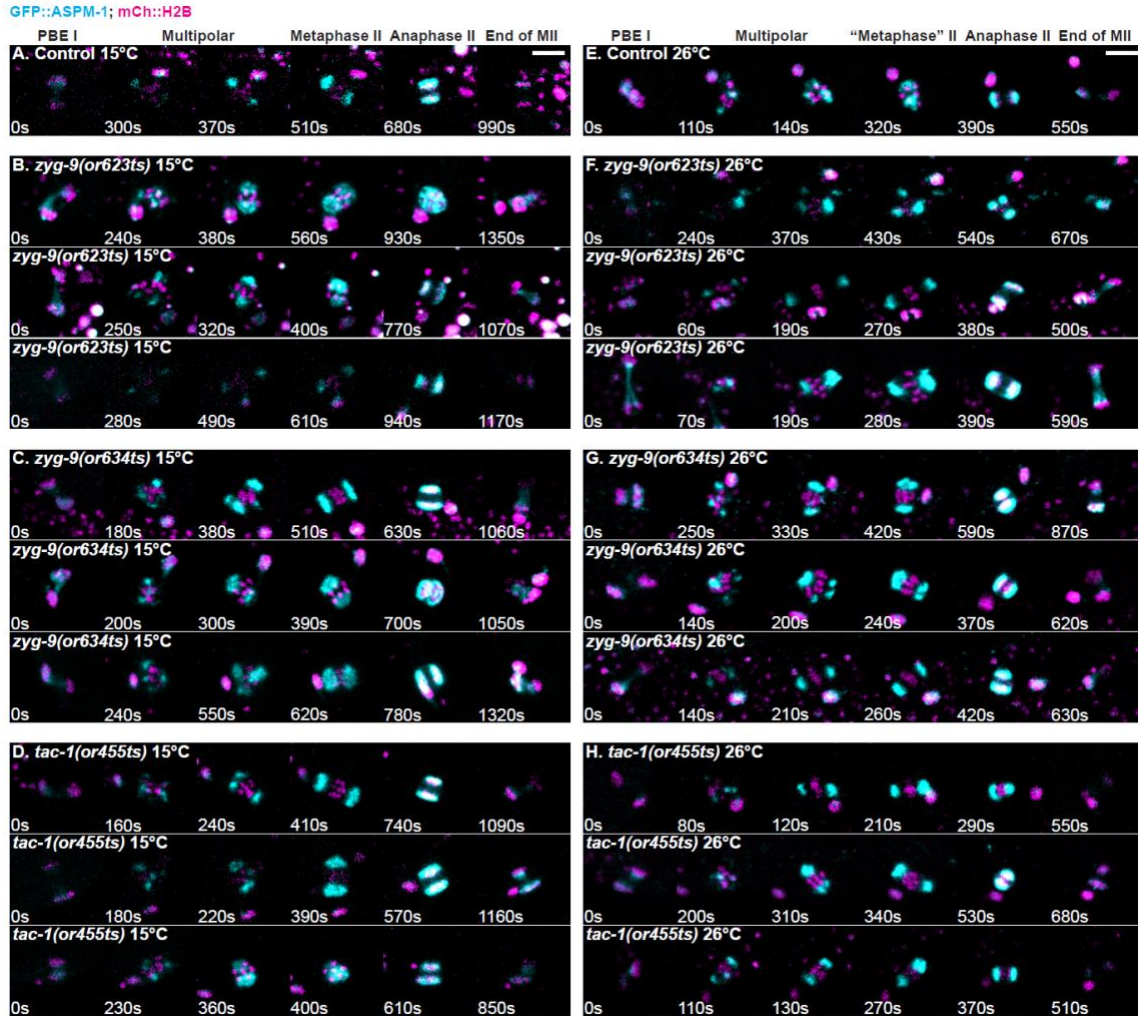 GFP::ASPM-1; mCh::H2B
PBE I Multipolar Metaphase II Anaphase II End of MII
A. Control 15°C
0s 300s 370s 510s 680s 990s
B. zyg-9(or623ts) 15°C
0s 240s 380s 560s 930s 1350s
zyg-9(or623ts) 15°C
0s 250s 320s 400s 770s 1070s
zyg-9(or623ts) 15°C
0s 280s 490s 610s 940s 1170s
C. zyg-9(or634ts) 15°C
0s 180s 380s 510s 630s 1060s
zyg-9(or634ts) 15°C
0s 200s 300s 390s 700s 1050s
zyg-9(or634ts) 15°C
0s 240s 550s 620s 780s 1320s
D. tac-1(or455ts) 15°C
0s 160s 240s 410s 740s 1090s
tac-1(or455ts) 15°C
0s 180s 220s 390s 570s 1160s
tac-1(or455ts) 15°C
0s 230s 360s 400s 610s 850s
PBE I Multipolar “Metaphase” II Anaphase II End of MII
E. Control 26°C
0s 110s 140s 320s 390s 550s
F. zyg-9(or623ts) 26°C
0s 240s 370s 430s 540s 670s
zyg-9(or623ts) 26°C
0s 60s 190s 270s 380s 500s
zyg-9(or623ts) 26°C
0s 70s 190s 280s 390s 590s
G. zyg-9(or634ts) 26°C
0s 250s 330s 420s 590s 870s
zyg-9(or634ts) 26°C
0s 140s 200s 240s 370s 620s
zyg-9(or634ts) 26°C
0s 140s 210s 260s 420s 630s
H. tac-1(or455ts) 26°C
0s 80s 120s 210s 290s 550s
tac-1(or455ts) 26°C
0s 200s 310s 340s 530s 680s
tac-1(or455ts) 26°C
0s 110s 130s 270s 370s 510s